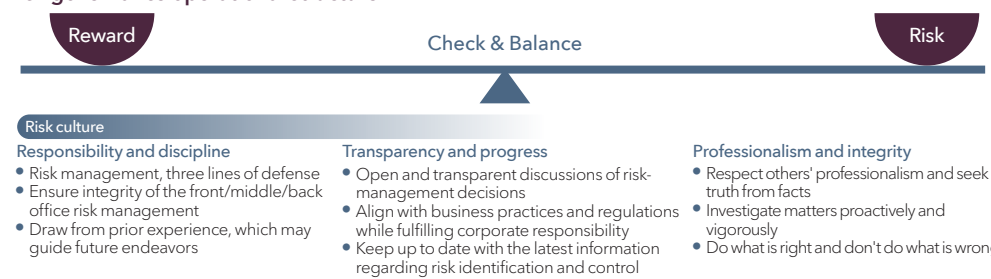 Reward
Check & Balance
Risk
Risk culture
Responsibility and discipline
• Risk management, three lines of defense
• Ensure integrity of the front/middle/back
office risk management
• Draw from prior experience, which may
guide future endeavors
Transparency and progress
• Open and transparent discussions of risk-
management decisions
• Align with business practices and regulations
while fulfilling corporate responsibility
• Keep up to date with the latest information
regarding risk identification and control
Professionalism and integrity
• Respect others' professionalism and seek
truth from facts
• Investigate matters proactively and
vigorously
• Do what is right and don't do what is